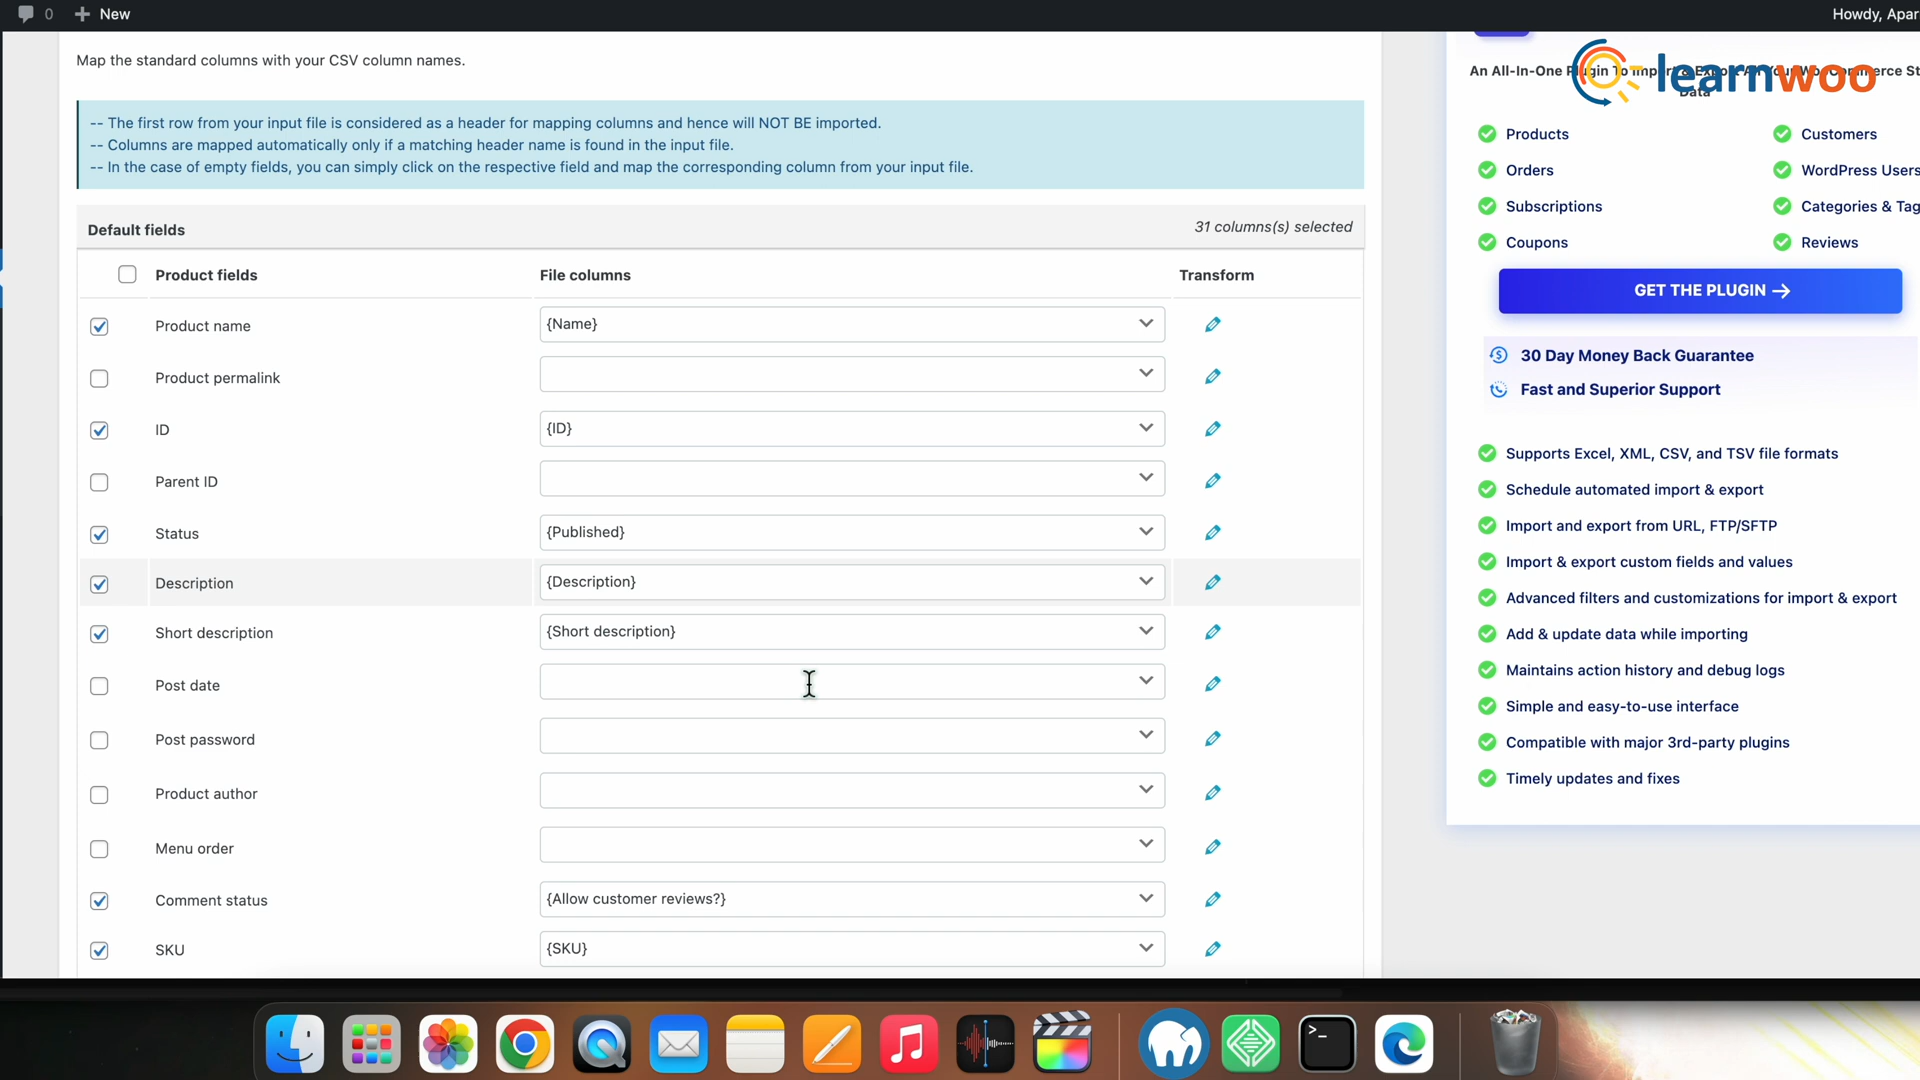 0 New
Howdy, Apar
Map the standard columns with your CSV column names.
-- The first row from your input file is considered as a header for mapping columns and hence will NOT BE imported.
-- Columns are mapped automatically only if a matching header name is found in the input file.
-- In the case of empty fields, you can simply click on the respective field and map the corresponding column from your input file.
Default fields
31 columns(s) selected
Product fields
File columns
Transform
Product name
{Name}
Product permalink
ID
{ID}
Parent ID
Status
{Published}
Description
{Description}
Short description
{Short description}
Post date
Post password
Product author
Menu order
Comment status
{Allow customer reviews?}
SKU
{SKU}
learnwoo
An All-In-One Plugin To Import & Export All Your WooCommerce St
Data
Products
Customers
Orders
WordPress Users
Subscriptions
Categories & Tag
Coupons
Reviews
GET THE PLUGIN →
30 Day Money Back Guarantee
Fast and Superior Support
Supports Excel, XML, CSV, and TSV file formats
Schedule automated import & export
Import and export from URL, FTP/SFTP
Import & export custom fields and values
Advanced filters and customizations for import & export
Add & update data while importing
Maintains action history and debug logs
Simple and easy-to-use interface
Compatible with major 3rd-party plugins
Timely updates and fixes